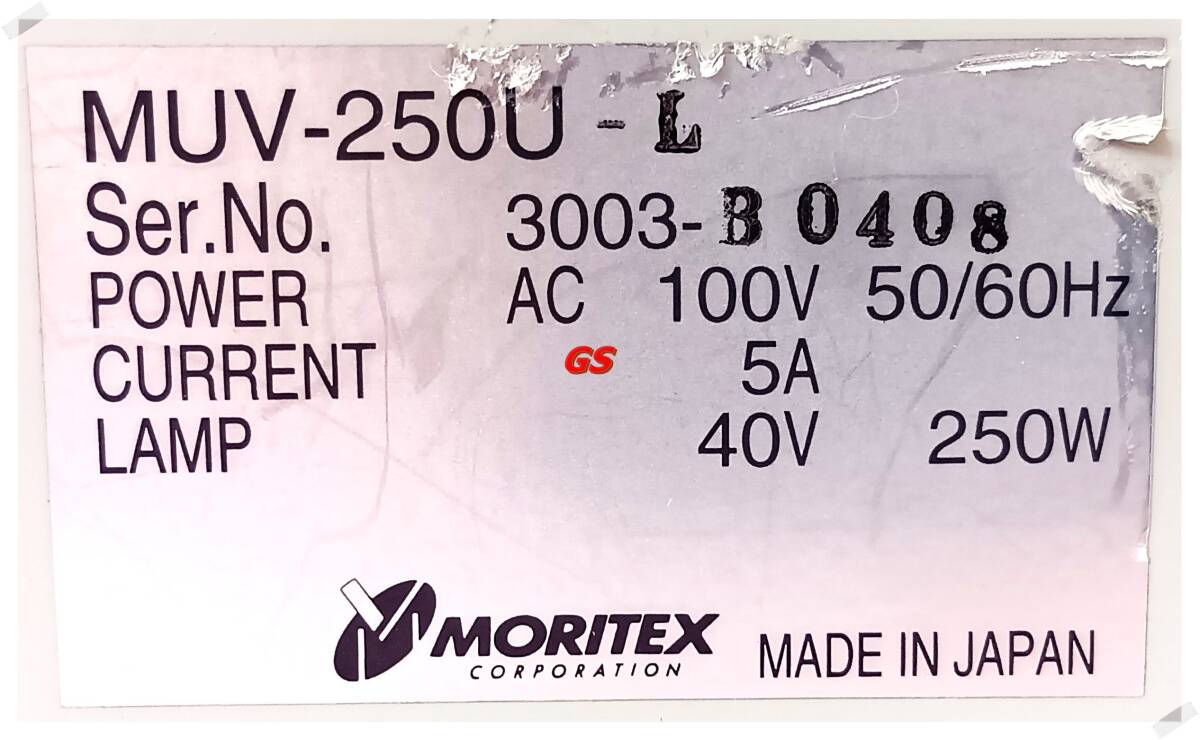 MUV-250U-L
Ser.No. 3003-B0408
POWER AC 100V 50/60Hz
CURRENT GS 5A
LAMP 40V 250W
MORITEX
CORPORATION
MADE IN JAPAN